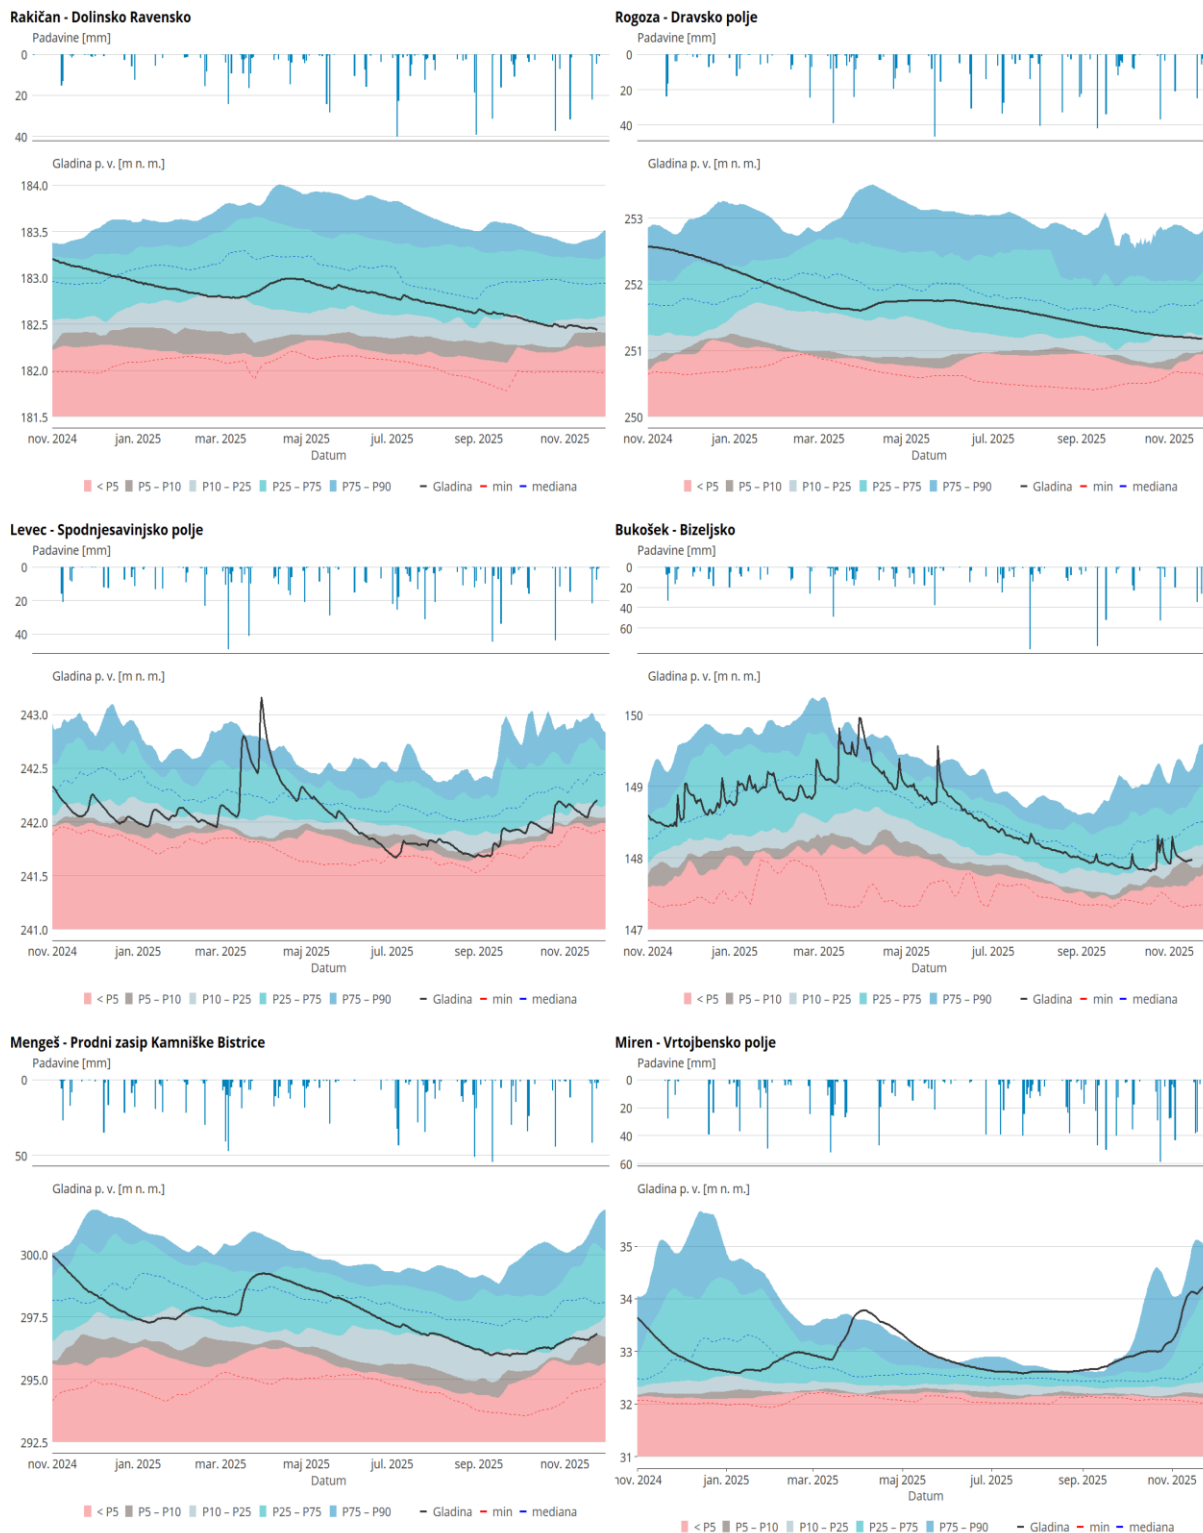 Rakičan - Dolinsko Ravensko
Padavine [mm]
0
20
40
Gladina p. v. [m n. m.]
184.0
183.5
183.0
182.5
182.0
181.5
nov. 2024 jan. 2025 mar. 2025 maj 2025 jul. 2025 sep. 2025 nov. 2025
Datum
< P5 P5 – P10 P10 – P25 P25 – P75 P75 – P90 Gladina min mediana
Rogoza - Dravsko polje
Padavine [mm]
0
20
40
Gladina p. v. [m n. m.]
253
252
251
250
nov. 2024 jan. 2025 mar. 2025 maj 2025 jul. 2025 sep. 2025 nov. 2025
Datum
< P5 P5 – P10 P10 – P25 P25 – P75 P75 – P90 Gladina min mediana
Levec - Spodnjesavinjsko polje
Padavine [mm]
0
20
40
Gladina p. v. [m n. m.]
243.0
242.5
242.0
241.5
241.0
nov. 2024 jan. 2025 mar. 2025 maj 2025 jul. 2025 sep. 2025 nov. 2025
Datum
< P5 P5 – P10 P10 – P25 P25 – P75 P75 – P90 Gladina min mediana
Bukošek - Bizeljsko
Padavine [mm]
0
20
40
60
Gladina p. v. [m n. m.]
150
149
148
147
nov. 2024 jan. 2025 mar. 2025 maj 2025 jul. 2025 sep. 2025 nov. 2025
Datum
< P5 P5 – P10 P10 – P25 P25 – P75 P75 – P90 Gladina min mediana
Mengeš - Prodni zasip Kamniške Bistrice
Padavine [mm]
0
50
Gladina p. v. [m n. m.]
300.0
297.5
295.0
292.5
nov. 2024 jan. 2025 mar. 2025 maj 2025 jul. 2025 sep. 2025 nov. 2025
Datum
< P5 P5 – P10 P10 – P25 P25 – P75 P75 – P90 Gladina min mediana
Miren - Vrtojbensko polje
Padavine [mm]
0
20
40
60
Gladina p. v. [m n. m.]
35
34
33
32
31
nov. 2024 jan. 2025 mar. 2025 maj 2025 jul. 2025 sep. 2025 nov. 2025
Datum
< P5 P5 – P10 P10 – P25 P25 – P75 P75 – P90 Gladina min mediana